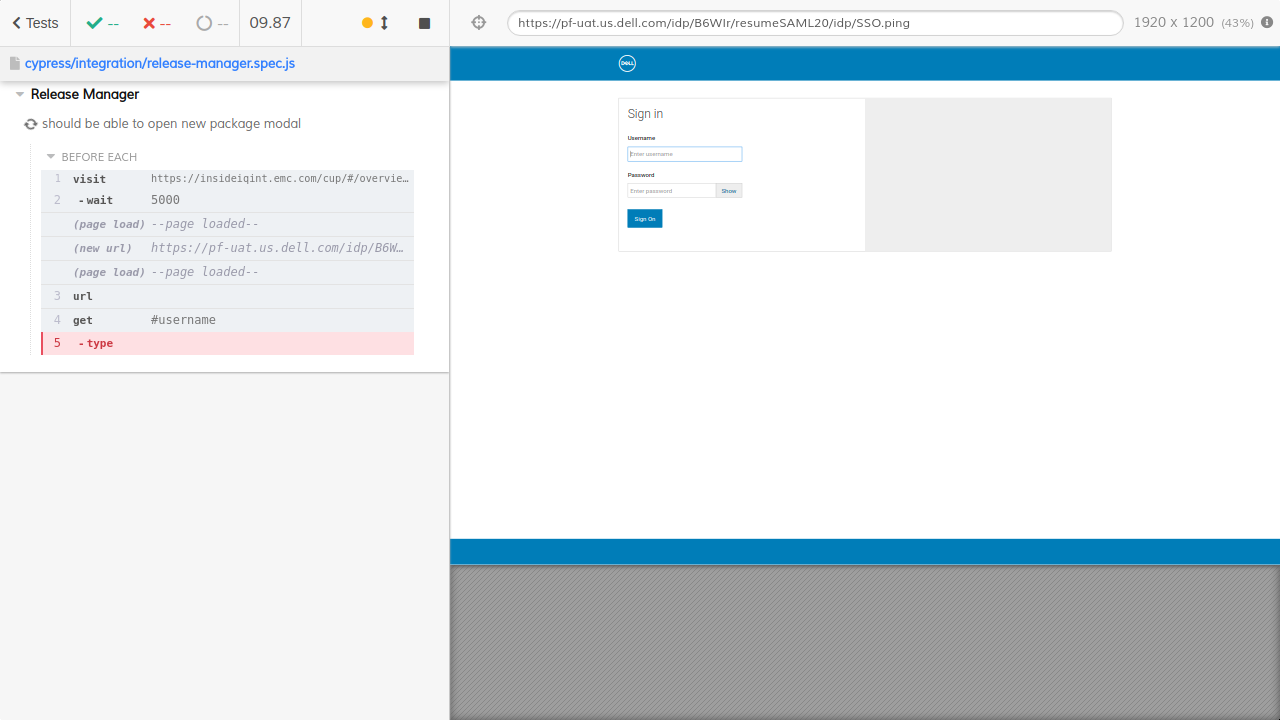 Tests
--
--
--
09.87
https://pf-uat.us.dell.com/idp/B6WIr/resumeSAML20/idp/SSO.ping
1920 x 1200 (43%)
cypress/integration/release-manager.spec.js
Release Manager
should be able to open new package modal
BEFORE EACH
1 visit https://insideiqint.emc.com/cup/#/overvie…
2 - wait 5000
(page load) --page loaded--
(new url) https://pf-uat.us.dell.com/idp/B6W…
(page load) --page loaded--
3 url
4 get #username
5 - type
DELL
Sign in
Username
Enter username
Password
Enter password Show
Sign On